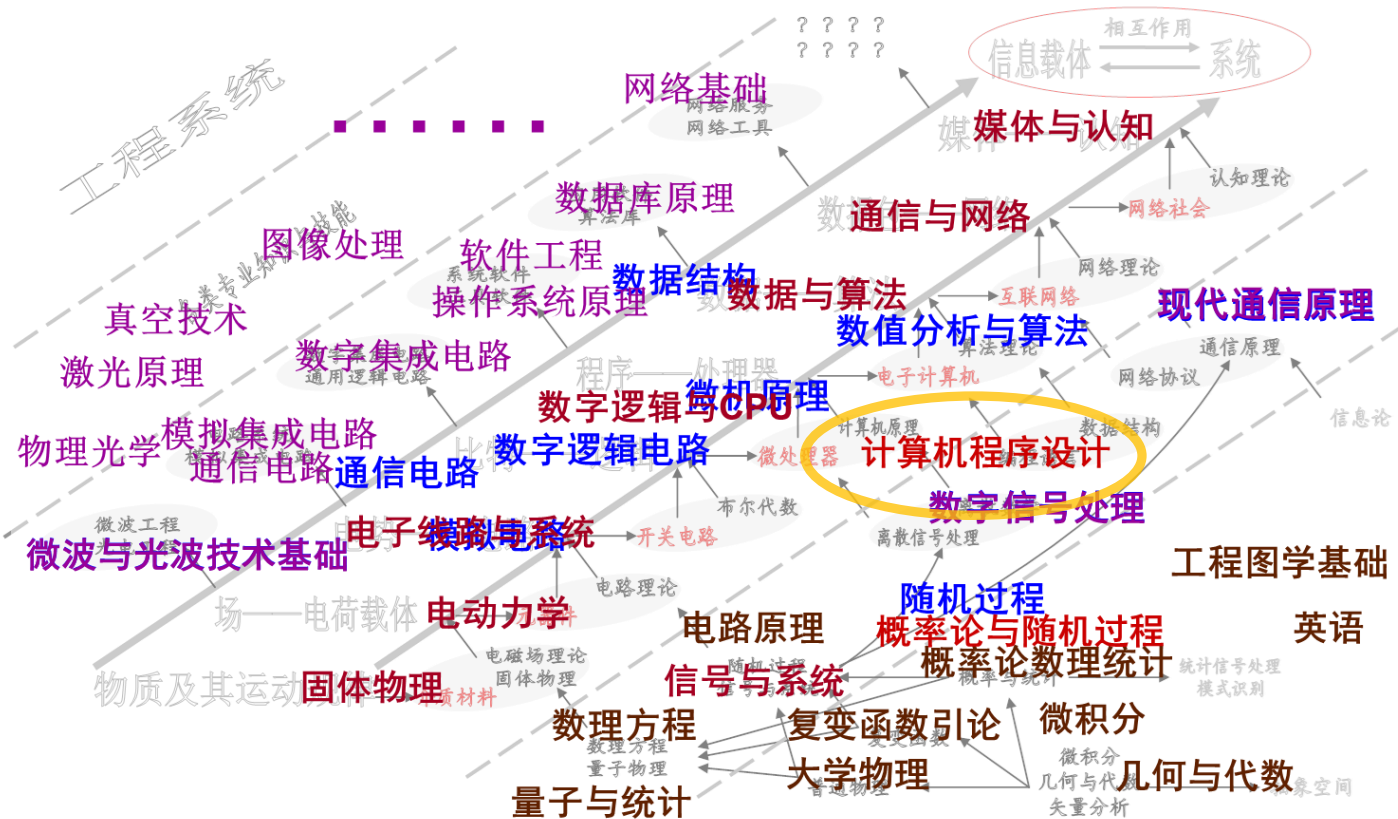 ? ? ? ?
? ? ? ?
相互作用
信息载体
系统
工程系统
网络基础
网络服务
网络工具
媒体与认知
认知理论
网络社会
数据库原理
算法库
通信与网络
图像处理
软件工程
系统软件
数据结构
数据与算法
网络理论
互联网络
操作系统原理
现代通信原理
真空技术
数值分析与算法
算法理论
通信原理
数字集成电路
通用逻辑电路
激光原理
程序——处理器
电子计算机
网络协议
微机原理
数字逻辑与CPU
信息论
计算机原理
数据结构
模拟集成电路
物理光学
数字逻辑电路
微处理器
计算机程序设计
通信电路
通信电路
数字信号处理
布尔代数
微波工程
电子线路与系统
模拟电路
开关电路
离散信号处理
微波与光波技术基础
工程图学基础
电路理论
随机过程
场——电荷载体
电动力学
电路原理
概率论与随机过程
英语
电磁场理论
固体物理
随机过程
信号与系统
概率论数理统计
概率与统计
统计信号处理
模式识别
物质及其运动
固体物理
数理方程
复变函数引论
微积分
复变函数
数理方程
量子物理
大学物理
普通物理
微积分
几何与代数
矢量分析
几何与代数
量子与统计